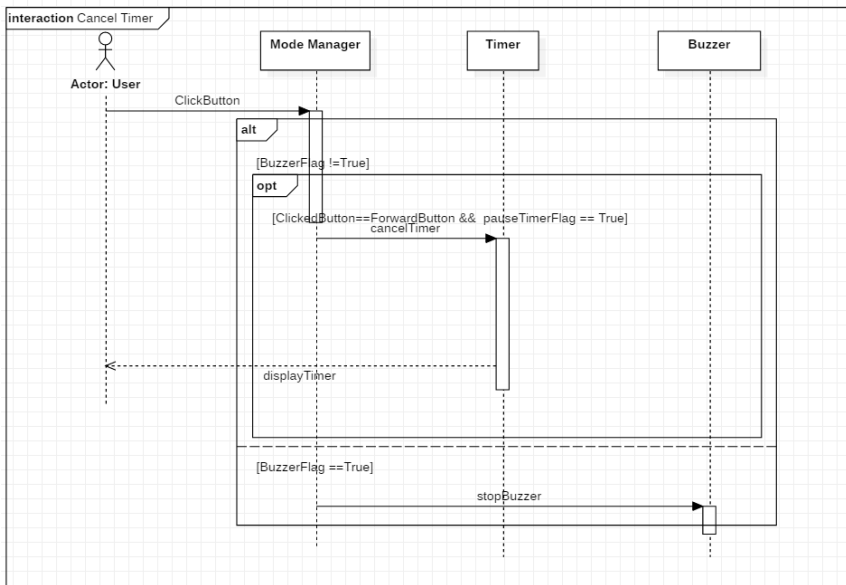 interaction Cancel Timer
Mode Manager
Timer
Buzzer
Actor: User
ClickButton
alt
[BuzzerFlag !=True]
opt
[ClickedButton==ForwardButton && pauseTimerFlag == True]
cancelTimer
displayTimer
[BuzzerFlag ==True]
stopBuzzer